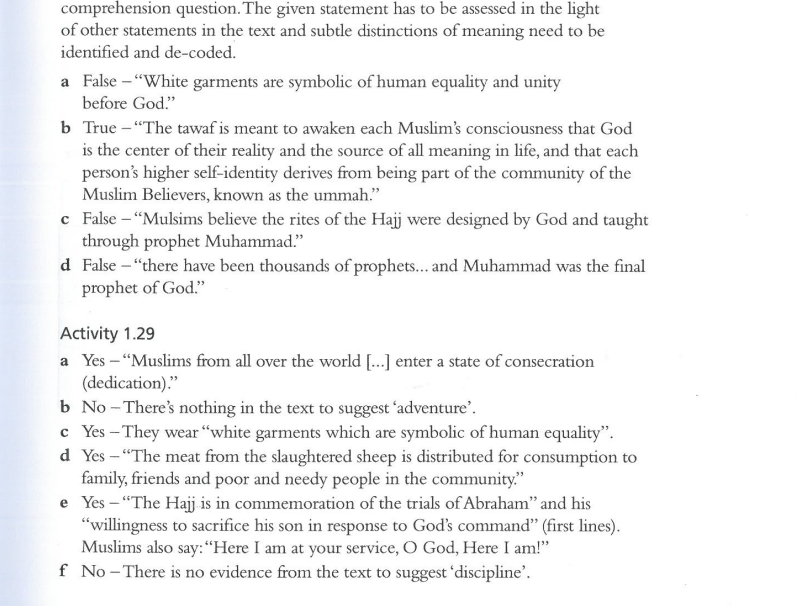 comprehension question. The given statement has to be assessed in the light
of other statements in the text and subtle distinctions of meaning need to be
identified and de-coded.
a False – “White garments are symbolic of human equality and unity
before God.”
b True – “The tawaf is meant to awaken each Muslim’s consciousness that God
is the center of their reality and the source of all meaning in life, and that each
person’s higher self-identity derives from being part of the community of the
Muslim Believers, known as the ummah.”
c False – “Mulsims believe the rites of the Hajj were designed by God and taught
through prophet Muhammad.”
d False – “there have been thousands of prophets... and Muhammad was the final
prophet of God.”
Activity 1.29
a Yes – “Muslims from all over the world [...] enter a state of consecration
(dedication).”
b No – There’s nothing in the text to suggest ‘adventure’.
c Yes – They wear “white garments which are symbolic of human equality”.
d Yes – “The meat from the slaughtered sheep is distributed for consumption to
family, friends and poor and needy people in the community.”
e Yes – “The Hajj is in commemoration of the trials of Abraham” and his
“willingness to sacrifice his son in response to God’s command” (first lines).
Muslims also say: “Here I am at your service, O God, Here I am!”
f No – There is no evidence from the text to suggest ‘discipline’.